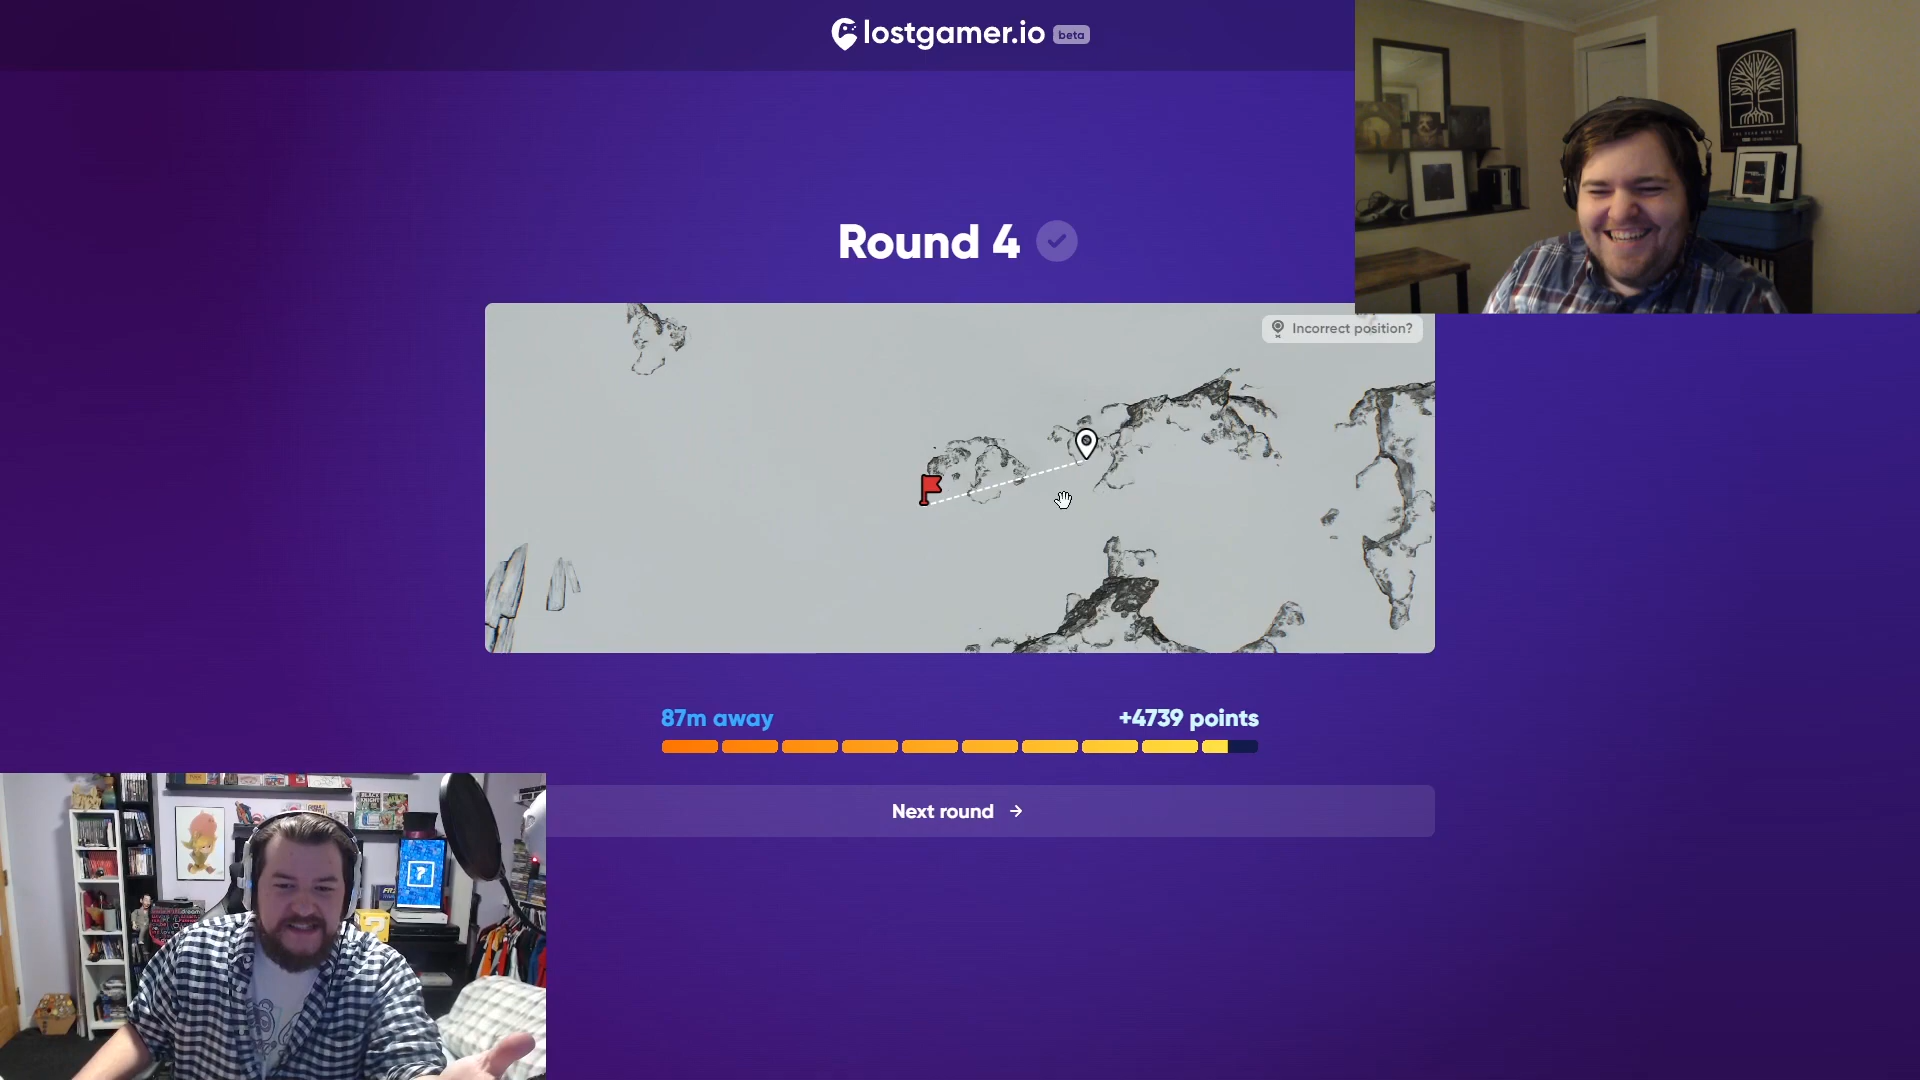 lostgamer.io beta
Round 4
Incorrect position?
87m away
+4739 points
Next round →
?
?